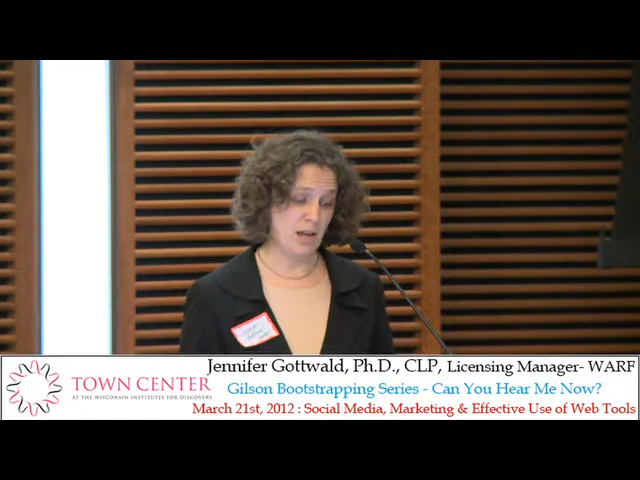 Jennifer Gottwald, Ph.D., CLP, Licensing Manager- WARF
TOWN CENTER
AT THE WISCONSIN INSTITUTES FOR DISCOVERY
Gilson Bootstrapping Series - Can You Hear Me Now?
March 21st, 2012 : Social Media, Marketing & Effective Use of Web Tools